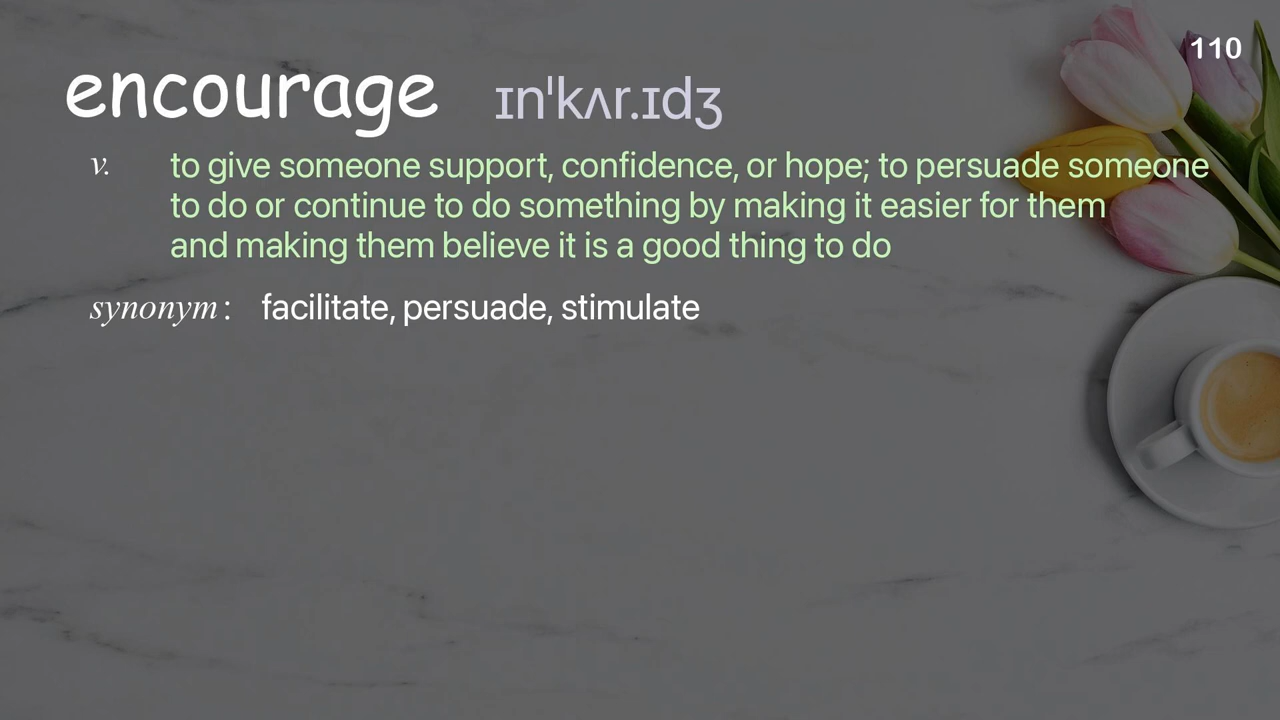 110
encourage ɪnˈkʌr.ɪdʒ
v. to give someone support, confidence, or hope; to persuade someone
to do or continue to do something by making it easier for them
and making them believe it is a good thing to do
synonym: facilitate, persuade, stimulate